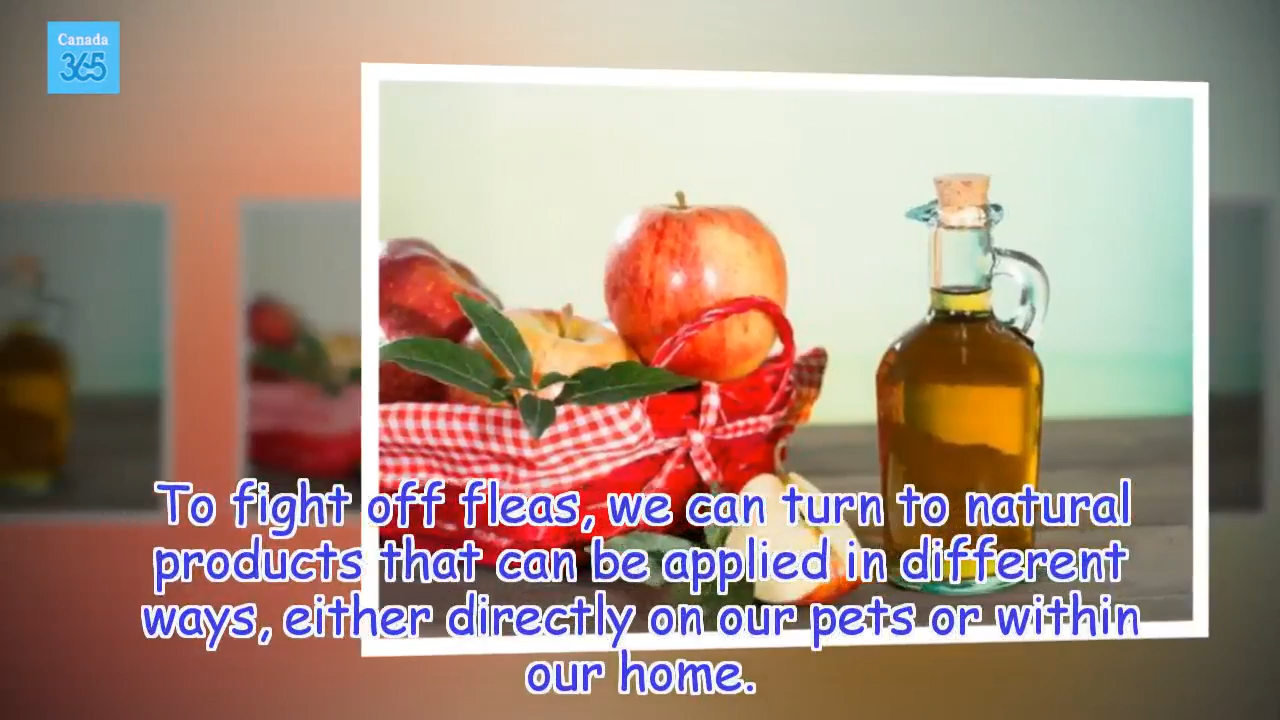 Canada
365
To fight off fleas, we can turn to natural
products that can be applied in different
ways, either directly on our pets or within
our home.